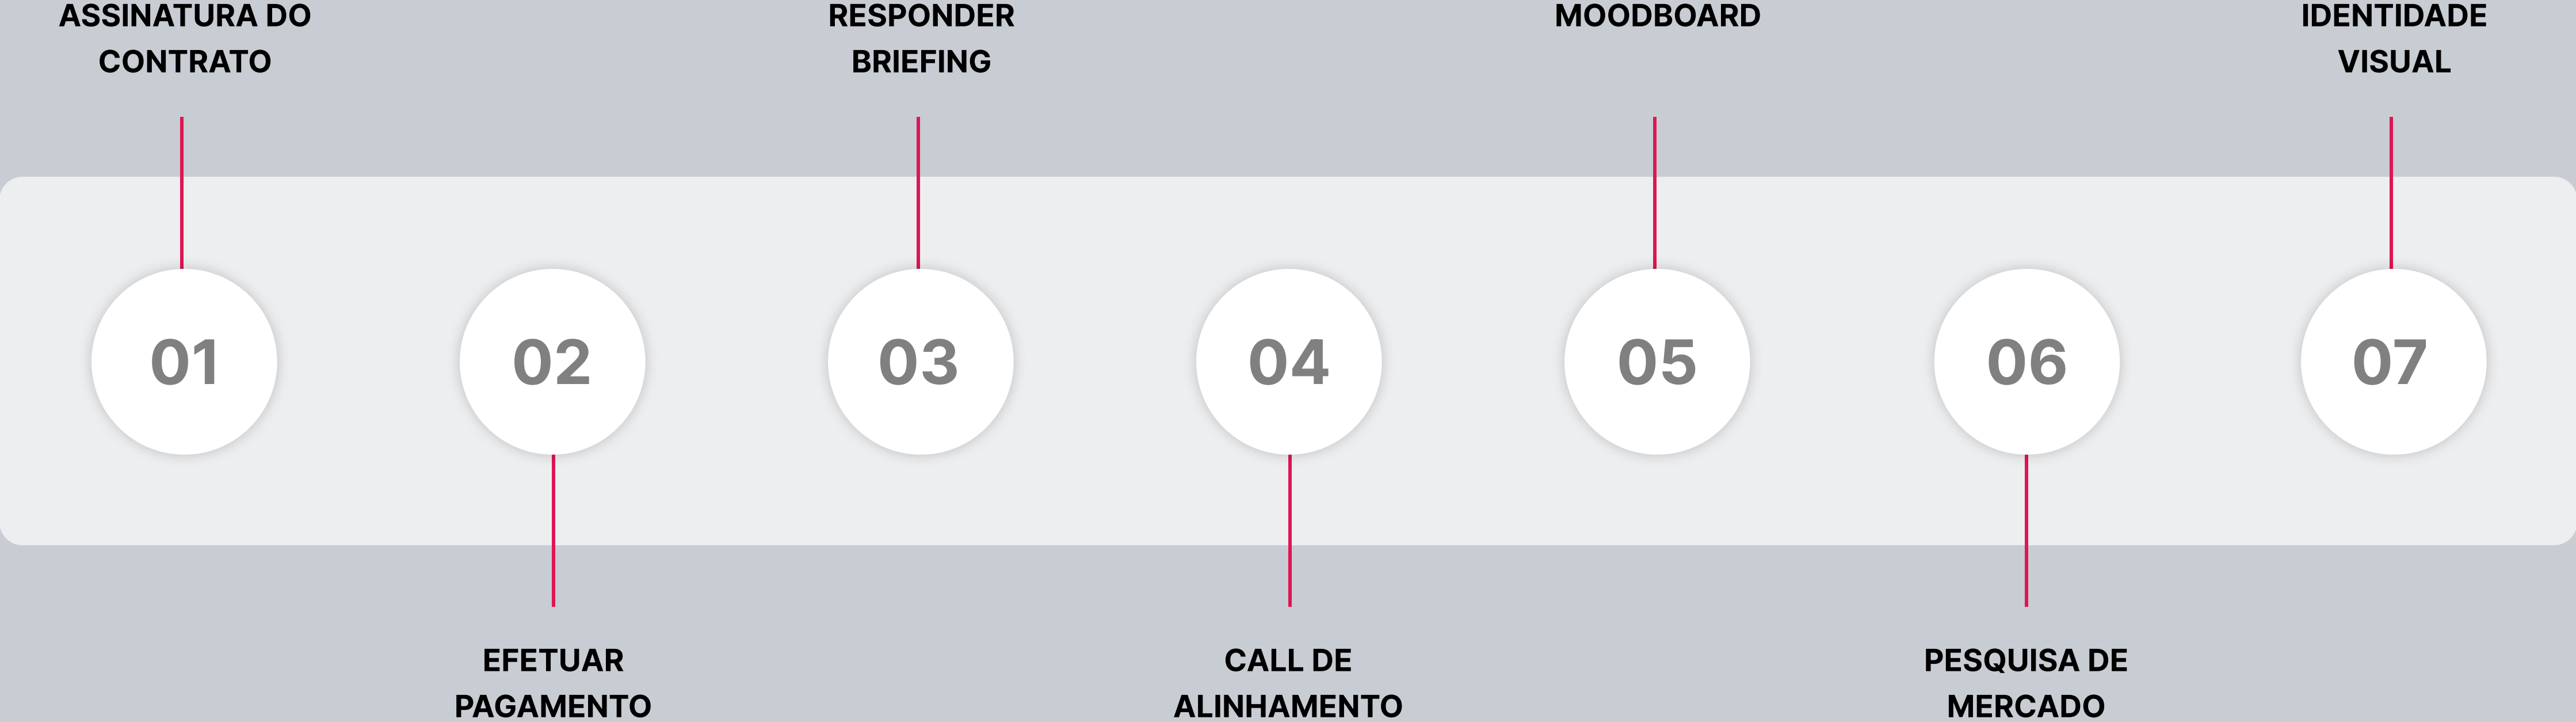 ASSINATURA DO
CONTRATO
RESPONDER
BRIEFING
MOODBOARD
IDENTIDADE
VISUAL
01
02
03
04
05
06
07
EFETUAR
PAGAMENTO
CALL DE
ALINHAMENTO
PESQUISA DE
MERCADO